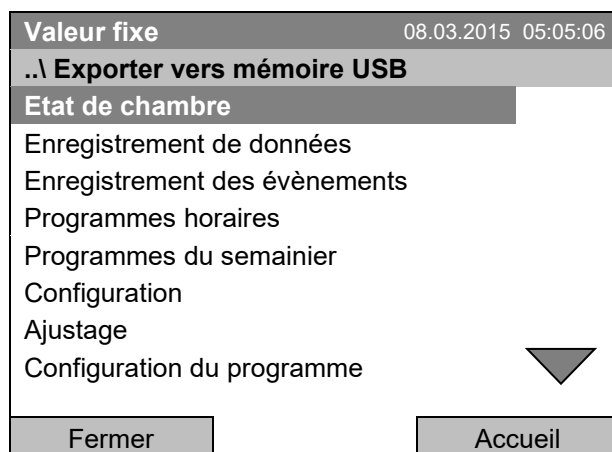 Valeur fixe 08.03.2015 05:05:06
..\ Exporter vers mémoire USB
Etat de chambre
Enregistrement de données
Enregistrement des évènements
Programmes horaires
Programmes du semainier
Configuration
Ajustage
Configuration du programme
Fermer Accueil